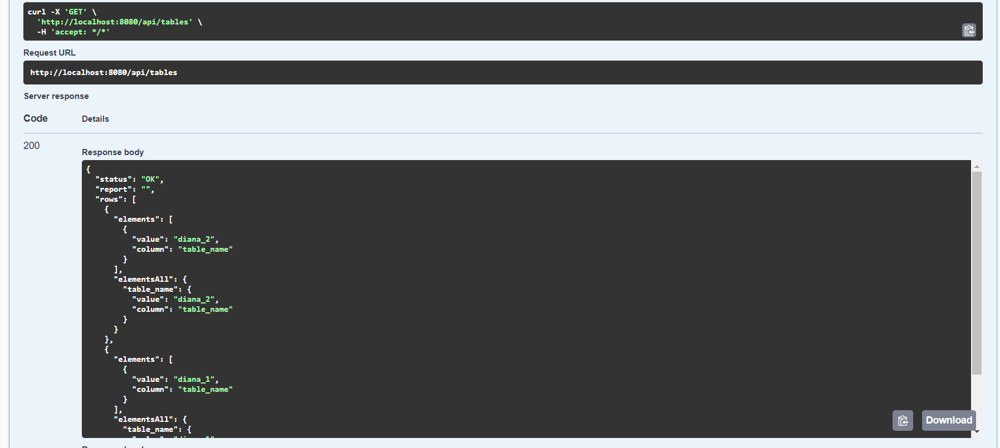 curl -X 'GET' \
'http://localhost:8080/api/tables' \
-H 'accept: */*'
Request URL
http://localhost:8080/api/tables
Server response
Code Details
200
Response body
{
"status": "OK",
"report": "",
"rows": [
{
"elements": [
{
"value": "diana_2",
"column": "table_name"
}
],
"elementsAll": {
"table_name": {
"value": "diana_2",
"column": "table_name"
}
}
},
{
"elements": [
{
"value": "diana_1",
"column": "table_name"
}
],
"elementsAll": {
"table_name": {
Download